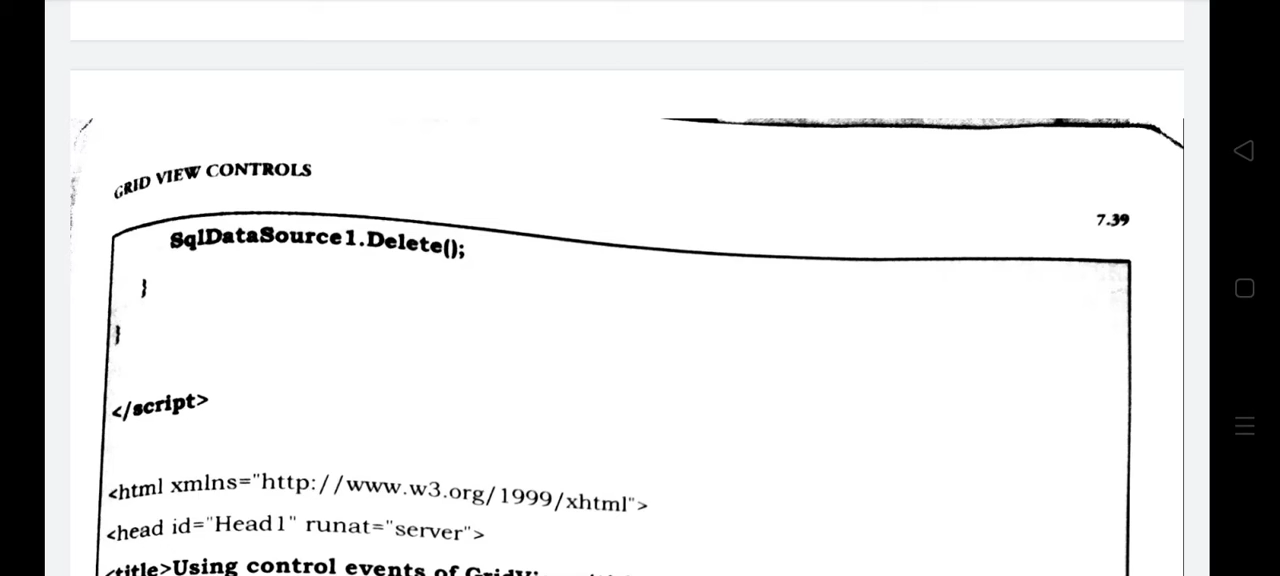 GRID VIEW CONTROLS
7.39
SqlDataSource1.Delete();
}
}
</script>
<html xmlns="http://www.w3.org/1999/xhtml">
<head id="Head1" runat="server">
<title>Using control events of